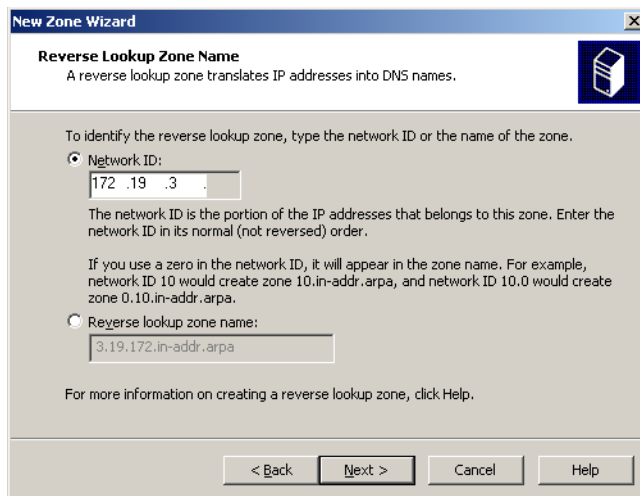 New Zone Wizard
Reverse Lookup Zone Name
A reverse lookup zone translates IP addresses into DNS names.
To identify the reverse lookup zone, type the network ID or the name of the zone.
Network ID:
172 .19 .3 .
The network ID is the portion of the IP addresses that belongs to this zone. Enter the
network ID in its normal (not reversed) order.
If you use a zero in the network ID, it will appear in the zone name. For example,
network ID 10 would create zone 10.in-addr.arpa, and network ID 10.0 would create
zone 0.10.in-addr.arpa.
Reverse lookup zone name:
3.19.172.in-addr.arpa
For more information on creating a reverse lookup zone, click Help.
< Back Next > Cancel Help